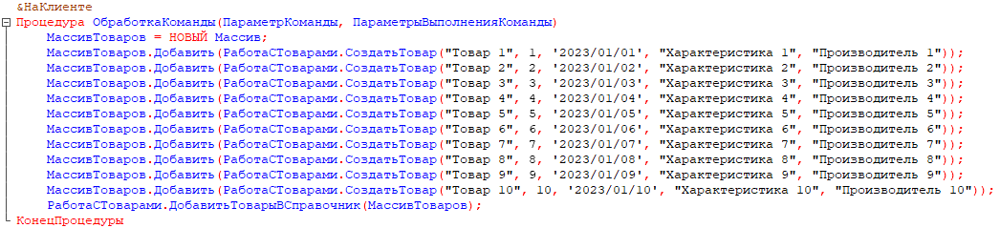 &НаКлиенте
Процедура ОбработкаКоманды(ПараметрКоманды, ПараметрыВыполненияКоманды)
МассивТоваров = НОВЫЙ Массив;
МассивТоваров.Добавить(РаботаСТоварами.СоздатьТовар("Товар 1", 1, '2023/01/01', "Характеристика 1", "Производитель 1"));
МассивТоваров.Добавить(РаботаСТоварами.СоздатьТовар("Товар 2", 2, '2023/01/02', "Характеристика 2", "Производитель 2"));
МассивТоваров.Добавить(РаботаСТоварами.СоздатьТовар("Товар 3", 3, '2023/01/03', "Характеристика 3", "Производитель 3"));
МассивТоваров.Добавить(РаботаСТоварами.СоздатьТовар("Товар 4", 4, '2023/01/04', "Характеристика 4", "Производитель 4"));
МассивТоваров.Добавить(РаботаСТоварами.СоздатьТовар("Товар 5", 5, '2023/01/05', "Характеристика 5", "Производитель 5"));
МассивТоваров.Добавить(РаботаСТоварами.СоздатьТовар("Товар 6", 6, '2023/01/06', "Характеристика 6", "Производитель 6"));
МассивТоваров.Добавить(РаботаСТоварами.СоздатьТовар("Товар 7", 7, '2023/01/07', "Характеристика 7", "Производитель 7"));
МассивТоваров.Добавить(РаботаСТоварами.СоздатьТовар("Товар 8", 8, '2023/01/08', "Характеристика 8", "Производитель 8"));
МассивТоваров.Добавить(РаботаСТоварами.СоздатьТовар("Товар 9", 9, '2023/01/09', "Характеристика 9", "Производитель 9"));
МассивТоваров.Добавить(РаботаСТоварами.СоздатьТовар("Товар 10", 10, '2023/01/10', "Характеристика 10", "Производитель 10"));
РаботаСТоварами.ДобавитьТоварыВСправочник(МассивТоваров);
КонецПроцедуры